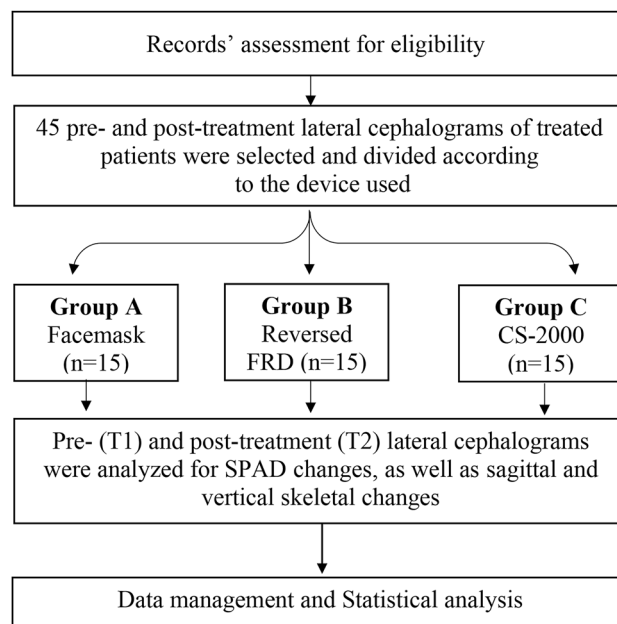 Records’ assessment for eligibility
45 pre- and post-treatment lateral cephalograms of treated
patients were selected and divided according
to the device used
Group A
Facemask
(n=15)
Group B
Reversed
FRD (n=15)
Group C
CS-2000
(n=15)
Pre- (T1) and post-treatment (T2) lateral cephalograms
were analyzed for SPAD changes, as well as sagittal and
vertical skeletal changes
Data management and Statistical analysis